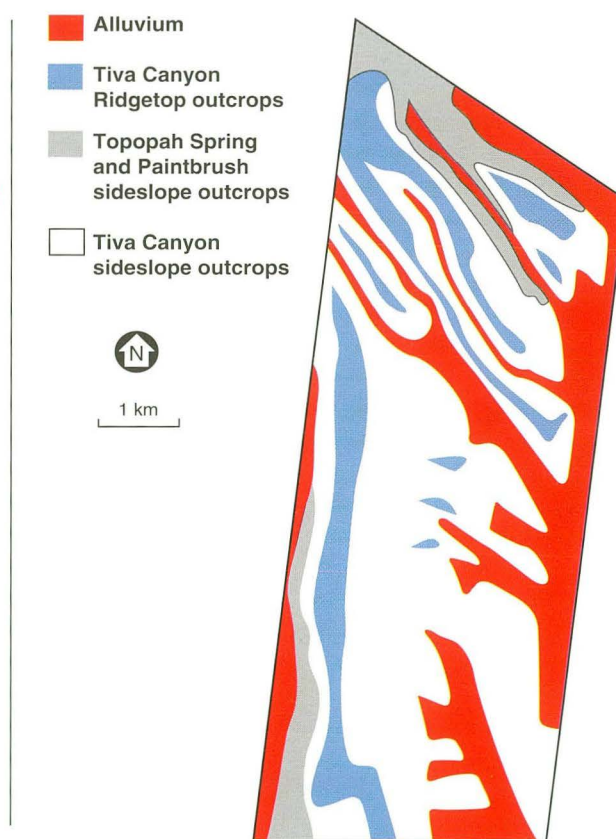 Alluvium
Tiva Canyon
Ridgetop outcrops
Topopah Spring
and Paintbrush
sideslope outcrops
Tiva Canyon
sideslope outcrops
N
1 km